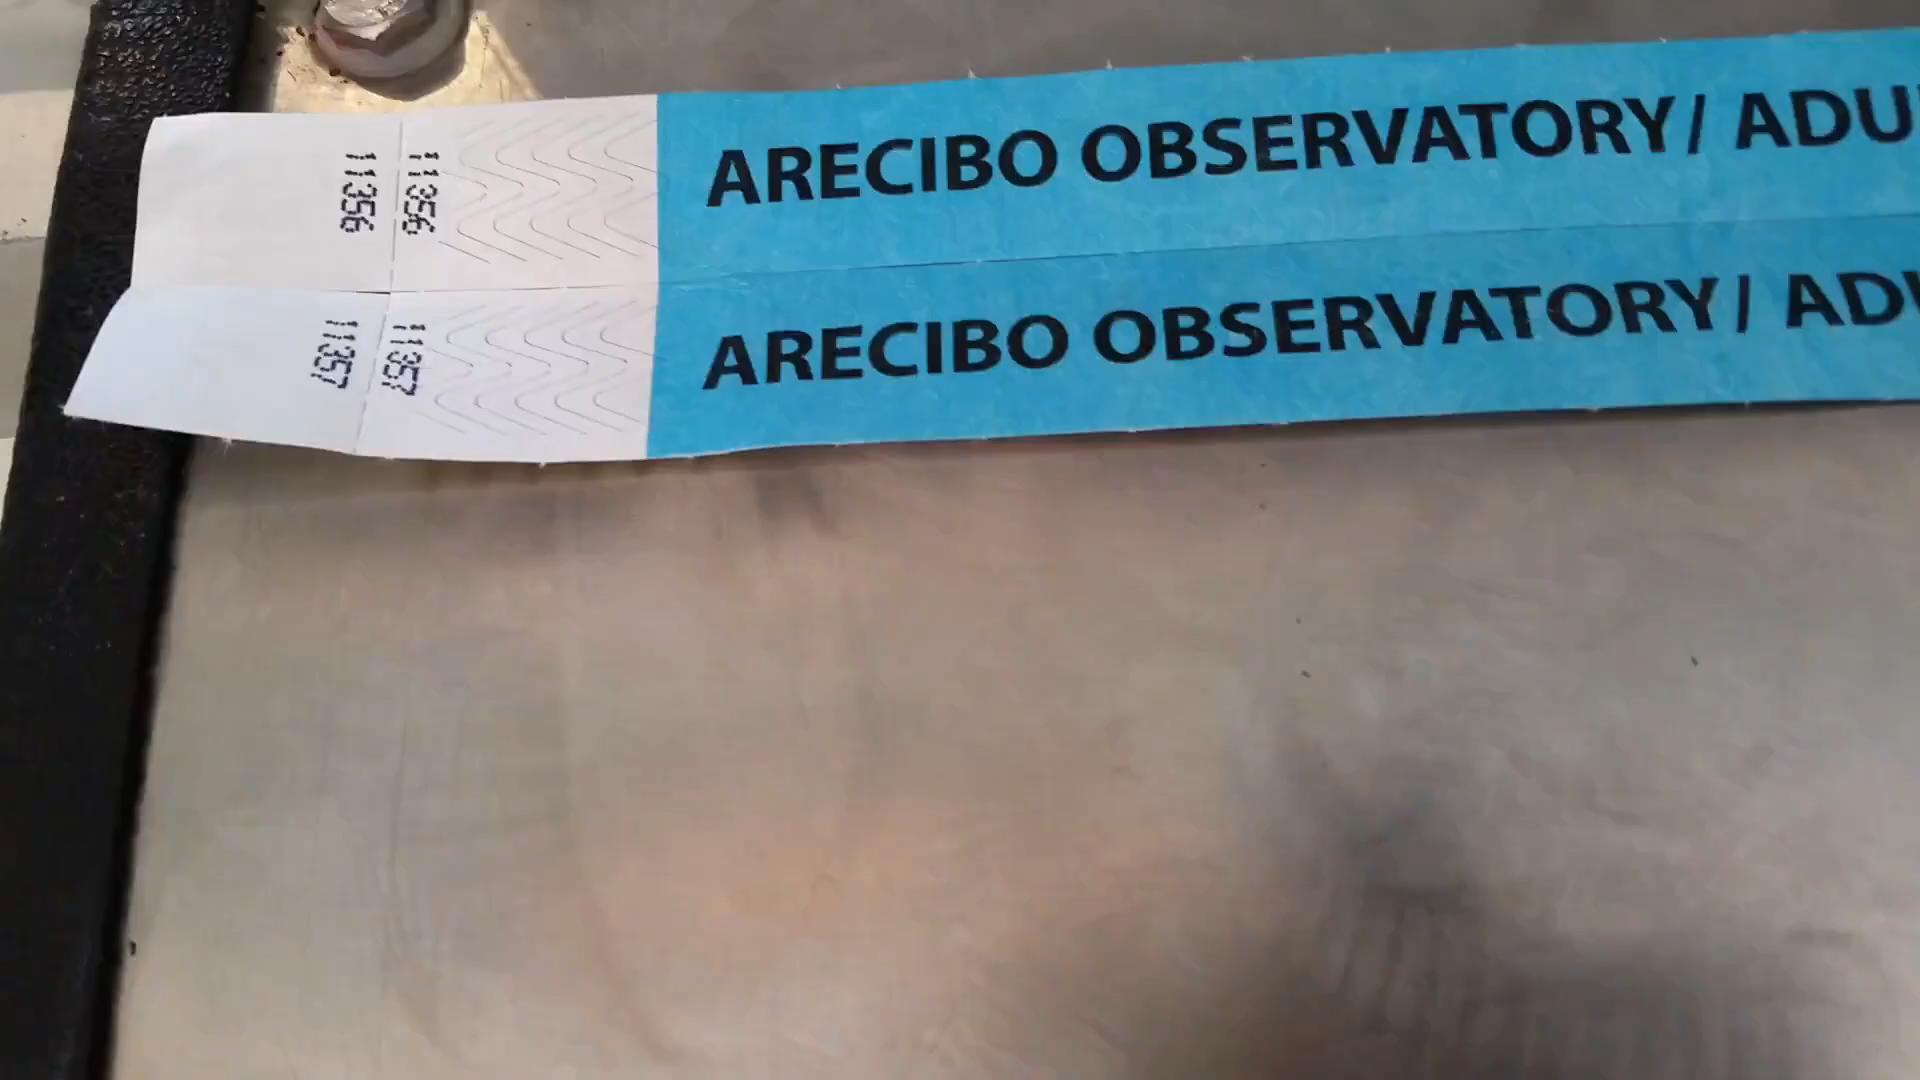 11356 11356 ARECIBO OBSERVATORY / ADU
11357 11357 ARECIBO OBSERVATORY / AD